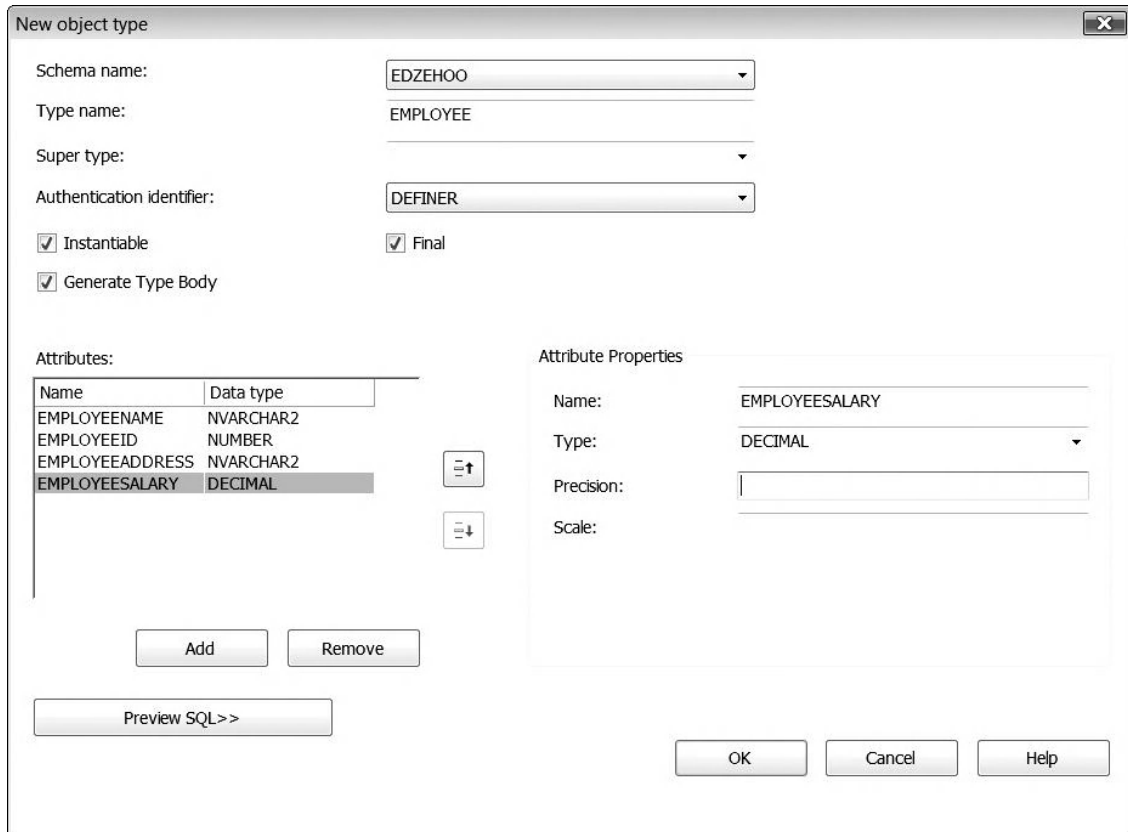 New object type
Schema name: EDZEHOO
Type name: EMPLOYEE
Super type:
Authentication identifier: DEFINER
Instantiable Final
Generate Type Body
Attributes:
Name Data type
EMPLOYEENAME NVARCHAR2
EMPLOYEEID NUMBER
EMPLOYEEADDRESS NVARCHAR2
EMPLOYEESALARY DECIMAL
Attribute Properties
Name: EMPLOYEESALARY
Type: DECIMAL
Precision:
Scale:
Add Remove
Preview SQL>>
OK Cancel Help